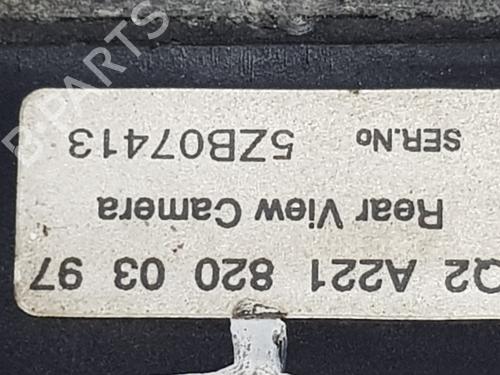 Q2 A221 820 03 97
Rear View Camera
SER.No 5ZB07413
B-PARTS